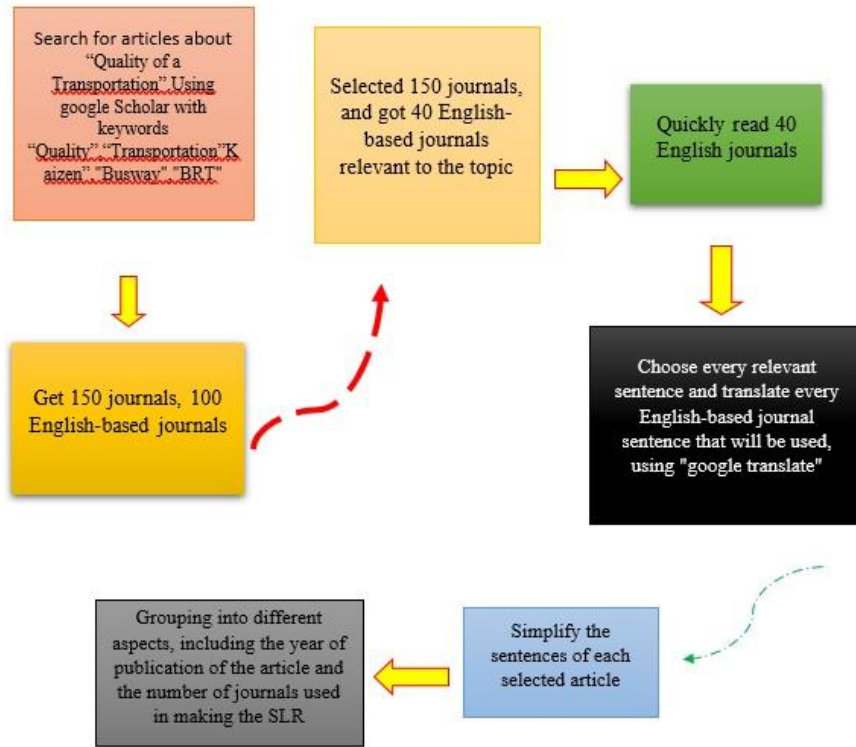 Search for articles about
“Quality of a
Transportation” Using
google Scholar with
keywords
“Quality”,“Transportation”K
aizen”,"Busway","BRT"
Get 150 journals, 100
English-based journals
Selected 150 journals,
and got 40 English-
based journals
relevant to the topic
Quickly read 40
English journals
Choose every relevant
sentence and translate every
English-based journal
sentence that will be used,
using "google translate"
Simplify the
sentences of each
selected article
Grouping into different
aspects, including the year of
publication of the article and
the number of journals used
in making the SLR